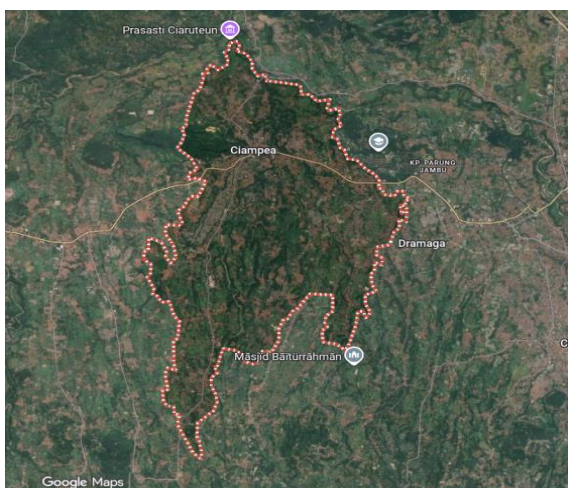 Prasasti Ciaruteun
Ciampea
KP. PARUNG
JAMBU
Dramaga
Masjid Baiturrahman
C
Google Maps